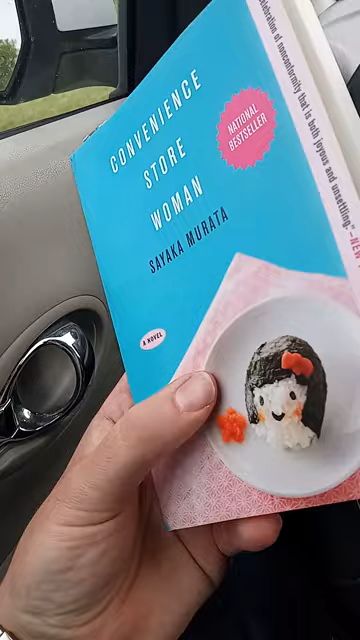 CONVENIENCE
STORE
WOMAN
SAYAKA MURATA
NATIONAL
BESTSELLER
A NOVEL
celebration of nonconformity that is both joyous and unsettling."—NEW